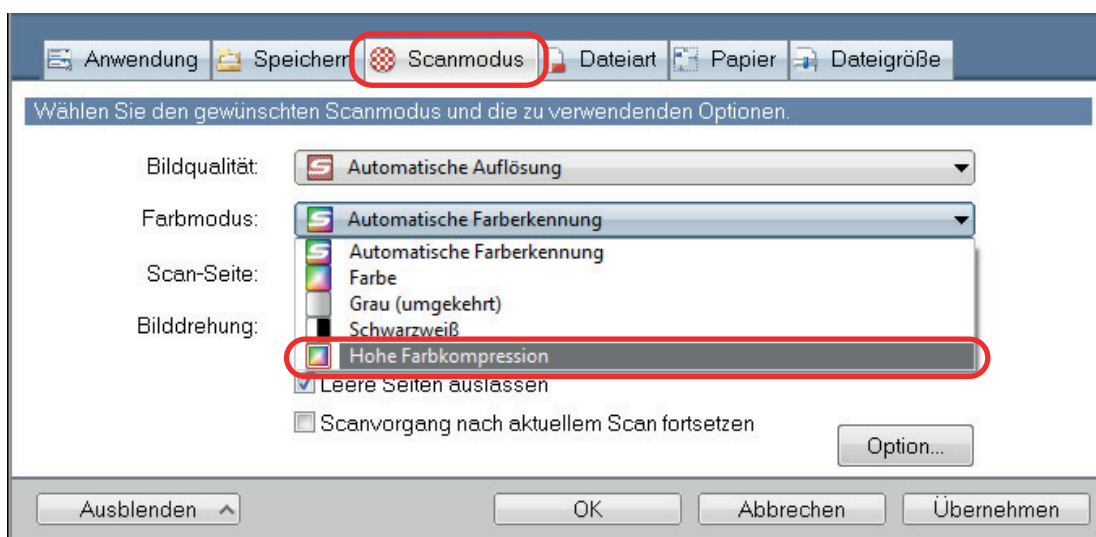 Anwendung Speichern Scanmodus Dateiart Papier Dateigröße
Wählen Sie den gewünschten Scanmodus und die zu verwendenden Optionen.
Bildqualität: Automatische Auflösung
Farbmodus: Automatische Farberkennung
Automatische Farberkennung
Scan-Seite: Farbe
Grau (umgekehrt)
Bilddrehung: Schwarzweiß
Hohe Farbkompression
Leere Seiten auslassen
Scanvorgang nach aktuellem Scan fortsetzen
Option...
Ausblenden OK Abbrechen Übernehmen